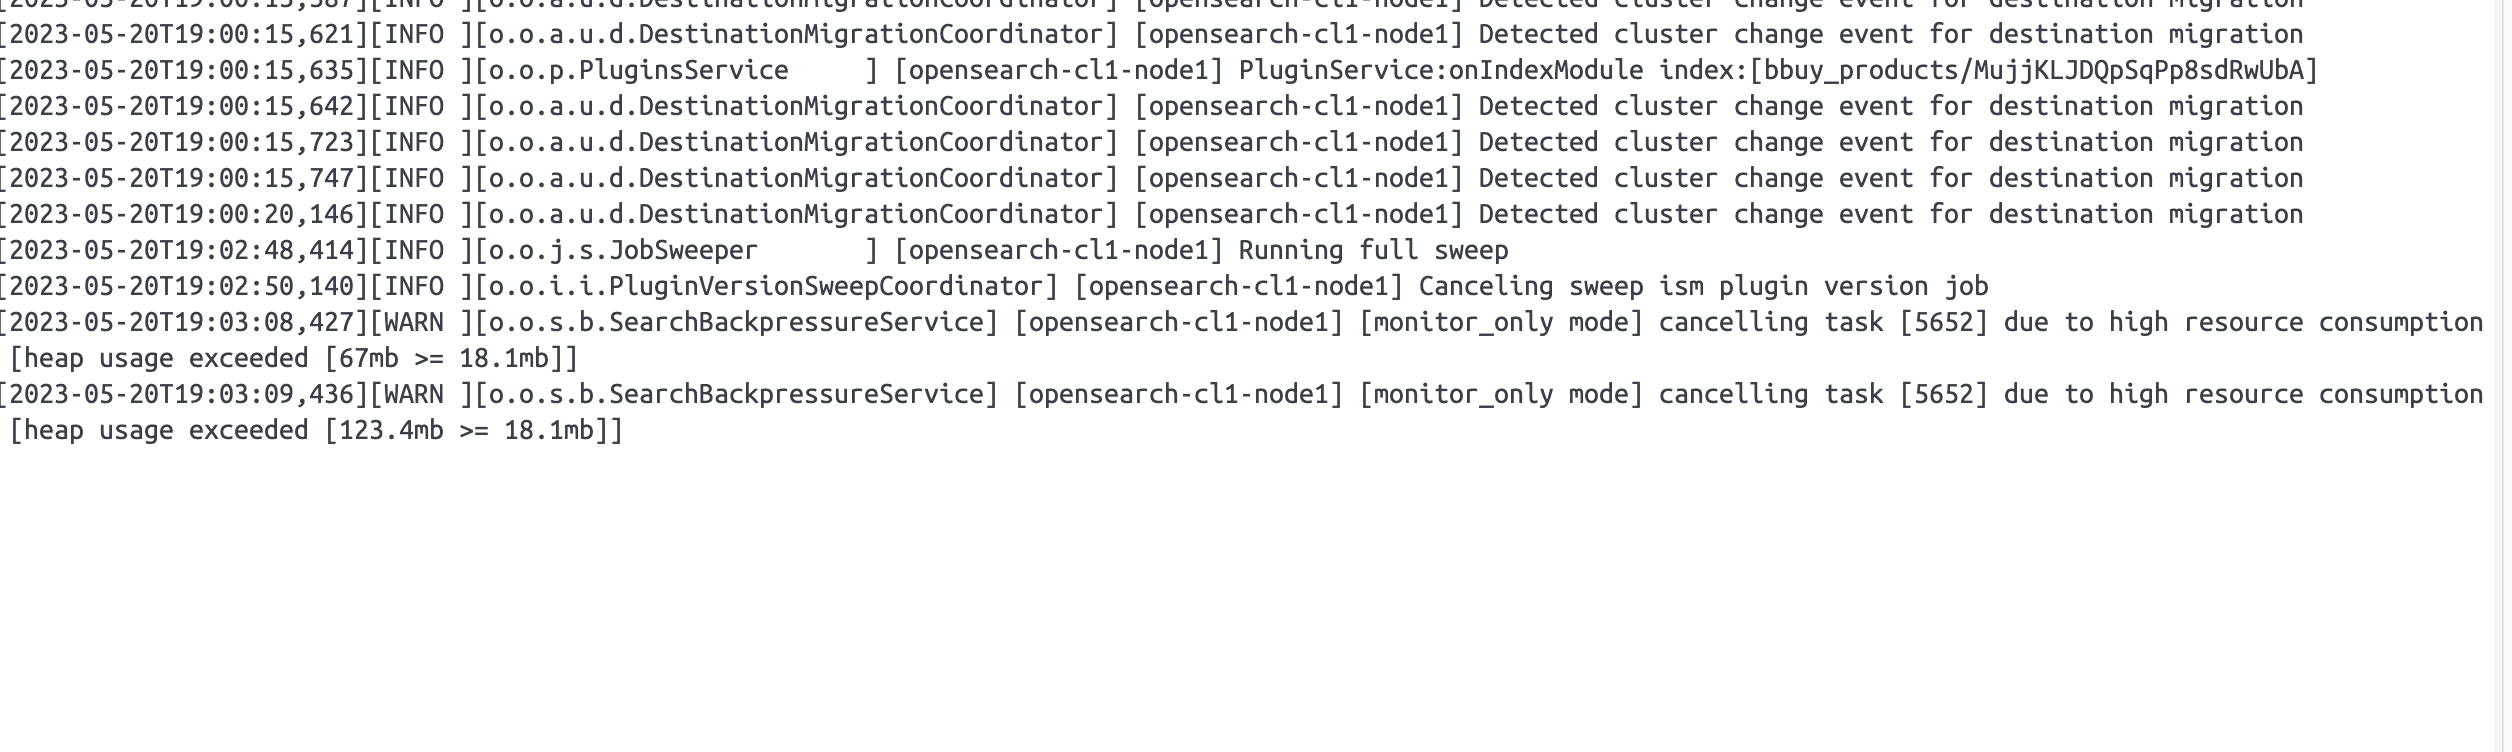 [2023-05-20T19:00:15,587][INFO ][o.o.a.u.d.DestinationMigrationCoordinator] [opensearch-cl1-node1] Detected cluster change event for destination migration
[2023-05-20T19:00:15,621][INFO ][o.o.a.u.d.DestinationMigrationCoordinator] [opensearch-cl1-node1] Detected cluster change event for destination migration
[2023-05-20T19:00:15,635][INFO ][o.o.p.PluginsService     ] [opensearch-cl1-node1] PluginService:onIndexModule index:[bbuy_products/MujjKLJDQpSqPp8sdRwUbA]
[2023-05-20T19:00:15,642][INFO ][o.o.a.u.d.DestinationMigrationCoordinator] [opensearch-cl1-node1] Detected cluster change event for destination migration
[2023-05-20T19:00:15,723][INFO ][o.o.a.u.d.DestinationMigrationCoordinator] [opensearch-cl1-node1] Detected cluster change event for destination migration
[2023-05-20T19:00:15,747][INFO ][o.o.a.u.d.DestinationMigrationCoordinator] [opensearch-cl1-node1] Detected cluster change event for destination migration
[2023-05-20T19:00:20,146][INFO ][o.o.a.u.d.DestinationMigrationCoordinator] [opensearch-cl1-node1] Detected cluster change event for destination migration
[2023-05-20T19:02:48,414][INFO ][o.o.j.s.JobSweeper       ] [opensearch-cl1-node1] Running full sweep
[2023-05-20T19:02:50,140][INFO ][o.o.i.i.PluginVersionSweepCoordinator] [opensearch-cl1-node1] Canceling sweep ism plugin version job
[2023-05-20T19:03:08,427][WARN ][o.o.s.b.SearchBackpressureService] [opensearch-cl1-node1] [monitor_only mode] cancelling task [5652] due to high resource consumption
[heap usage exceeded [67mb >= 18.1mb]]
[2023-05-20T19:03:09,436][WARN ][o.o.s.b.SearchBackpressureService] [opensearch-cl1-node1] [monitor_only mode] cancelling task [5652] due to high resource consumption
[heap usage exceeded [123.4mb >= 18.1mb]]